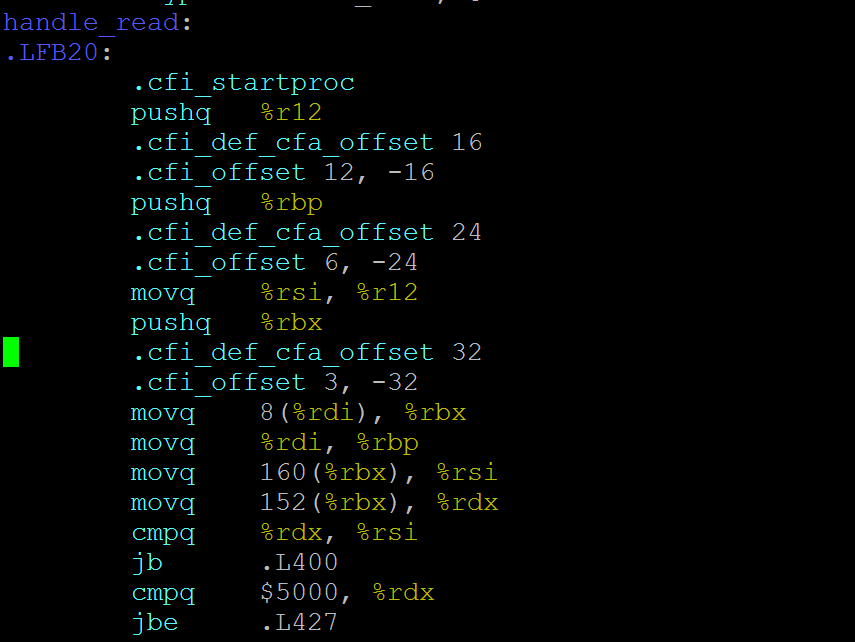 handle_read:
.LFB20:
.cfi_startproc
pushq %r12
.cfi_def_cfa_offset 16
.cfi_offset 12, -16
pushq %rbp
.cfi_def_cfa_offset 24
.cfi_offset 6, -24
movq %rsi, %r12
pushq %rbx
.cfi_def_cfa_offset 32
.cfi_offset 3, -32
movq 8(%rdi), %rbx
movq %rdi, %rbp
movq 160(%rbx), %rsi
movq 152(%rbx), %rdx
cmpq %rdx, %rsi
jb .L400
cmpq $5000, %rdx
jbe .L427